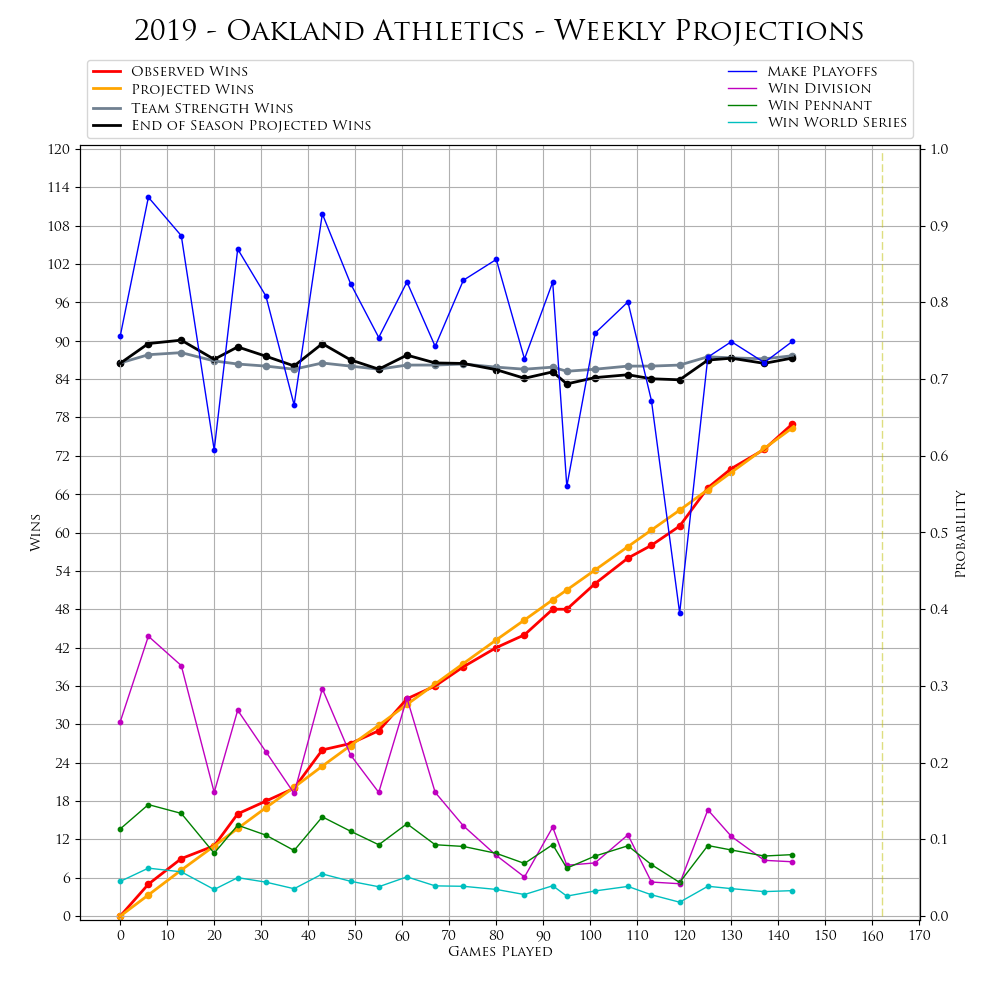 2019 - Oakland Athletics - Weekly Projections
Observed Wins
Projected Wins
Team Strength Wins
End of Season Projected Wins
Make Playoffs
Win Division
Win Pennant
Win World Series
120
114
108
102
96
90
84
78
72
66
60
54
48
42
36
30
24
18
12
6
0
Wins
1.0
0.9
0.8
0.7
0.6
0.5
0.4
0.3
0.2
0.1
0.0
Probability
0 10 20 30 40 50 60 70 80 90 100 110 120 130 140 150 160 170
Games Played